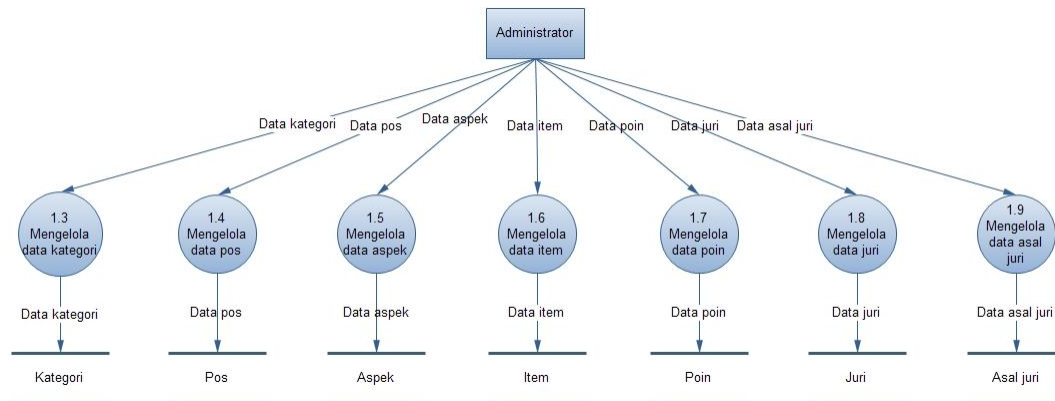 Administrator
Data kategori
Data pos
Data aspek
Data item
Data poin
Data juri
Data asal juri
1.3
Mengelola
data kategori
1.4
Mengelola
data pos
1.5
Mengelola
data aspek
1.6
Mengelola
data item
1.7
Mengelola
data poin
1.8
Mengelola
data juri
1.9
Mengelola
data asal
juri
Data kategori
Data pos
Data aspek
Data item
Data poin
Data juri
Data asal juri
Kategori
Pos
Aspek
Item
Poin
Juri
Asal juri